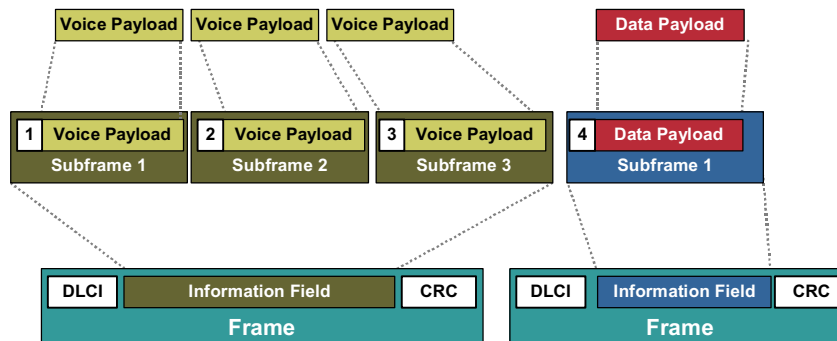 Voice Payload Voice Payload Voice Payload Data Payload
1 Voice Payload 2 Voice Payload 3 Voice Payload 4 Data Payload
Subframe 1 Subframe 2 Subframe 3 Subframe 1
DLCI Information Field CRC DLCI Information Field CRC
Frame Frame